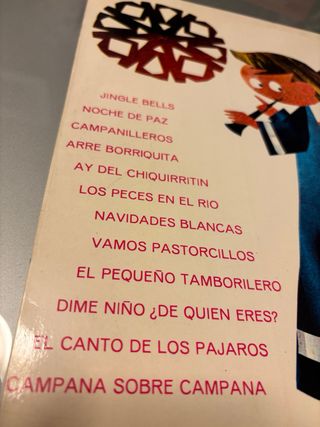 JINGLE BELLS
NOCHE DE PAZ
CAMPANILLEROS
ARRE BORRIQUITA
AY DEL CHIQUIRRITIN
LOS PECES EN EL RIO
NAVIDADES BLANCAS
VAMOS PASTORCILLOS
EL PEQUEÑO TAMBORILERO
DIME NIÑO ¿DE QUIEN ERES?
EL CANTO DE LOS PAJAROS
CAMPANA SOBRE CAMPANA